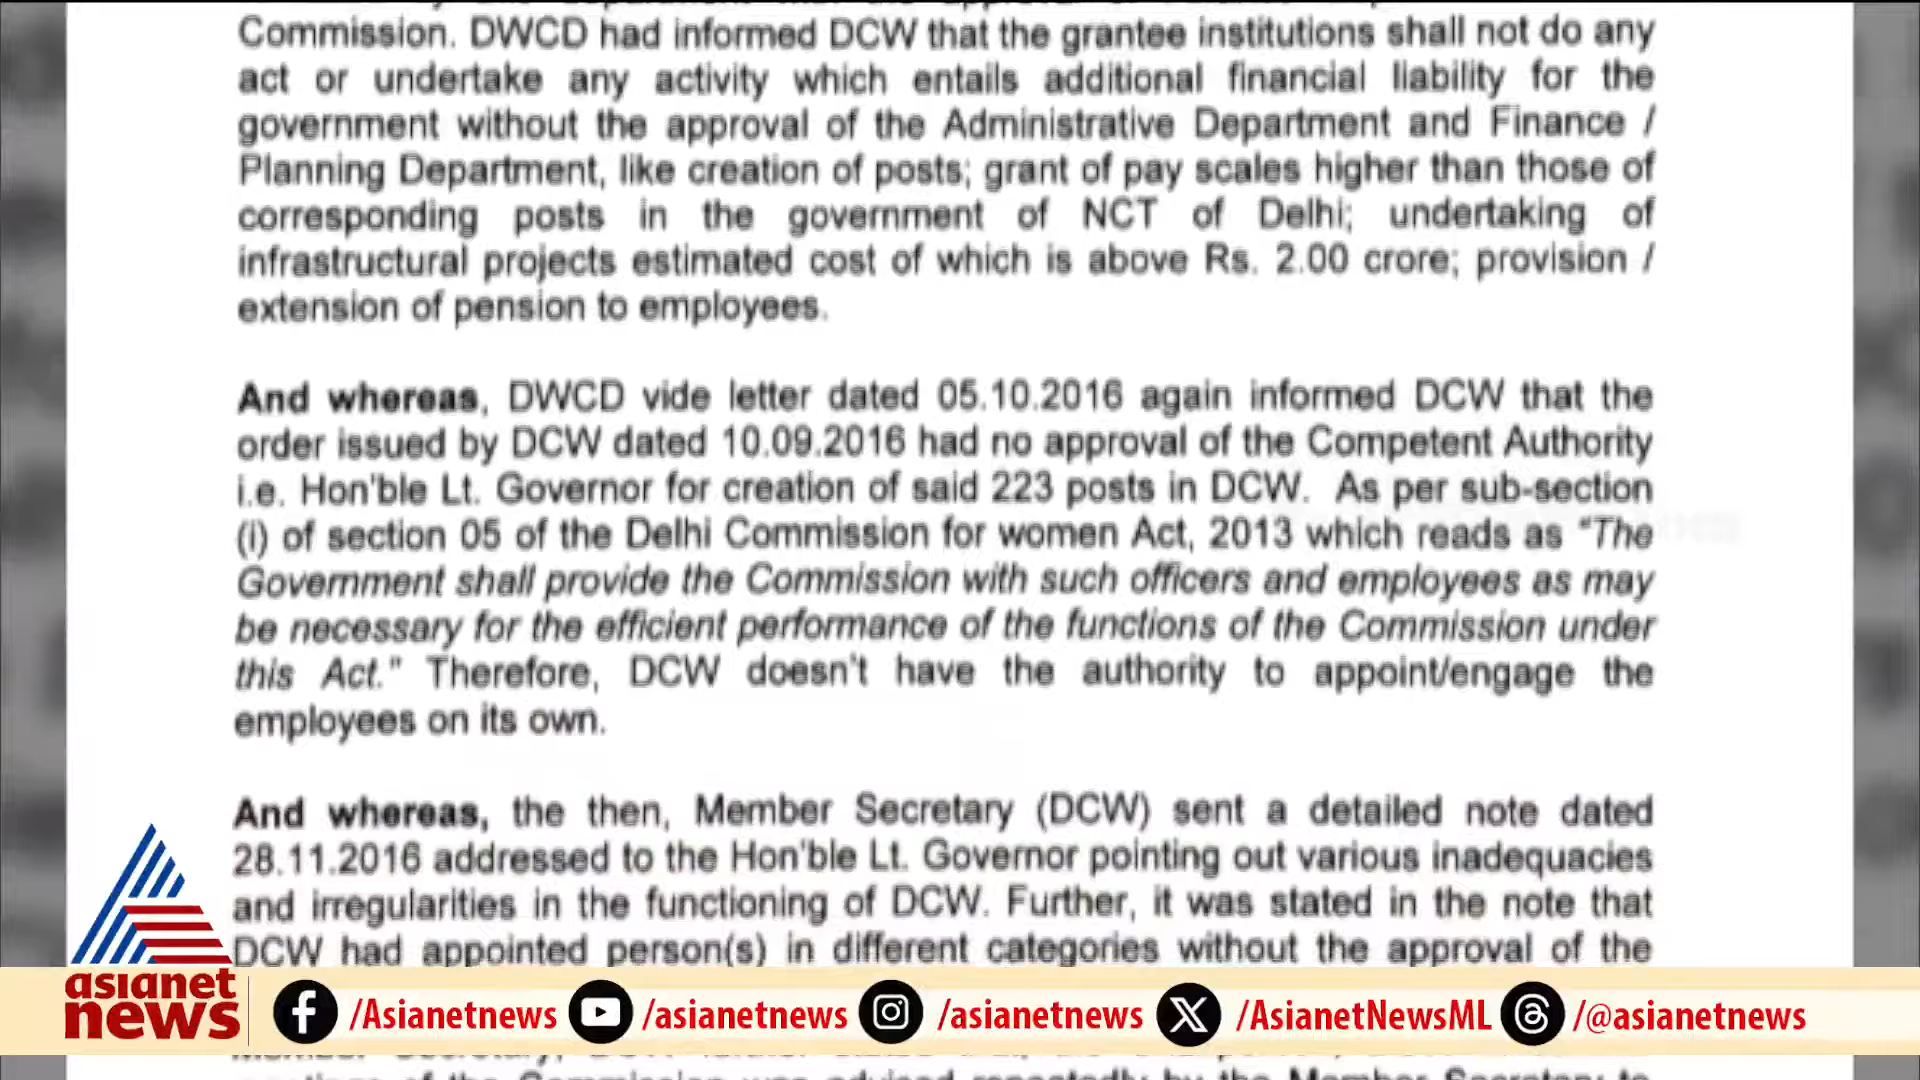 Commission. DWCD had informed DCW that the grantee institutions shall not do any
act or undertake any activity which entails additional financial liability for the
government without the approval of the Administrative Department and Finance /
Planning Department, like creation of posts; grant of pay scales higher than those of
corresponding posts in the government of NCT of Delhi; undertaking of
infrastructural projects estimated cost of which is above Rs. 2.00 crore; provision /
extension of pension to employees.
And whereas, DWCD vide letter dated 05.10.2016 again informed DCW that the
order issued by DCW dated 10.09.2016 had no approval of the Competent Authority
i.e. Hon'ble Lt. Governor for creation of said 223 posts in DCW. As per sub-section
(i) of section 05 of the Delhi Commission for women Act, 2013 which reads as "The
Government shall provide the Commission with such officers and employees as may
be necessary for the efficient performance of the functions of the Commission under
this Act." Therefore, DCW doesn't have the authority to appoint/engage the
employees on its own.
And whereas, the then, Member Secretary (DCW) sent a detailed note dated
28.11.2016 addressed to the Hon'ble Lt. Governor pointing out various inadequacies
and irregularities in the functioning of DCW. Further, it was stated in the note that
DCW had appointed person(s) in different categories without the approval of the
asianet
news
/Asianetnews /asianetnews /asianetnews /AsianetNewsML /@asianetnews